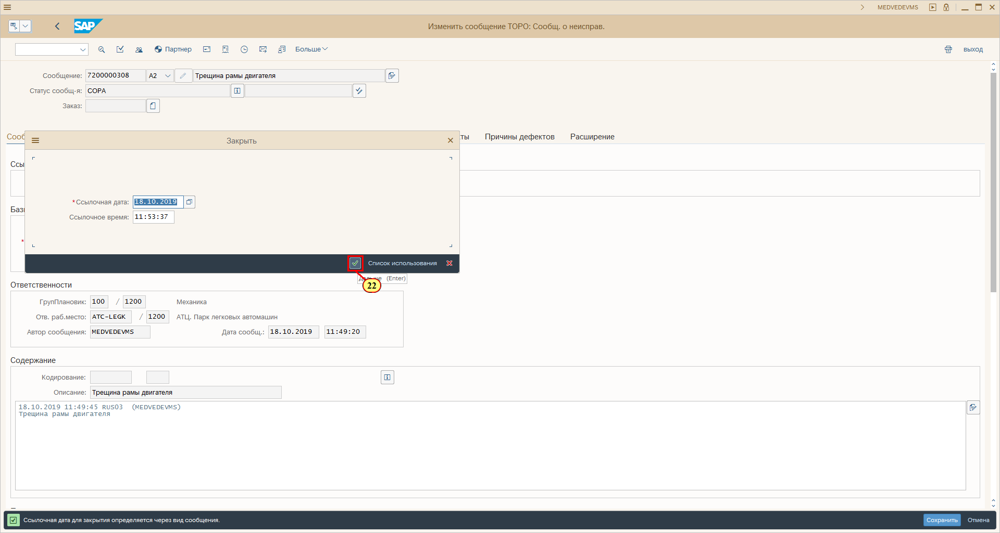 MEDVEDEVMS
SAP
Изменить сообщение ТОРО: Сообщ. о неисправ.
Партнер
Больше
выход
Сообщение: 7200000308 A2 Трещина рамы двигателя
Статус сообщ-я: СОРА
Заказ:
Сооб
ты Причины дефектов Расширение
Закрыть
Ссы
*Ссылочная дата: 18.10.2019
Базы
Ссылочное время: 11:53:37
*
Список использования
(Enter)
22
Ответственности
ГрупПлановик: 100 / 1200 Механика
Отв. раб.место: ATC-LEGK / 1200 АТЦ. Парк легковых автомашин
Автор сообщения: MEDVEDEVMS Дата сообщ.: 18.10.2019 11:49:20
Содержание
Кодирование:
Описание: Трещина рамы двигателя
18.10.2019 11:49:45 RUS03 (MEDVEDEVMS)
Трещина рамы двигателя
Ссылочная дата для закрытия определяется через вид сообщения.
Сохранить Отмена